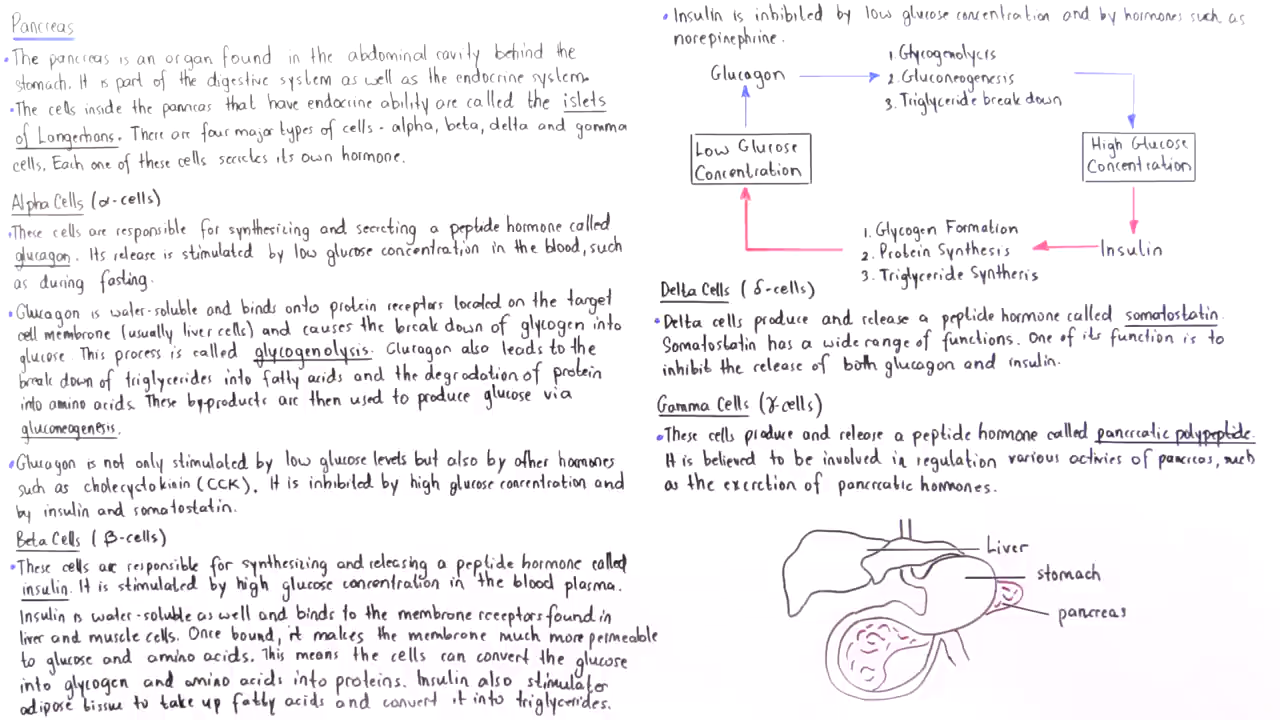 Pancreas
• The pancreas is an organ found in the abdominal cavity behind the
stomach. It is part of the digestive system as well as the endocrine system.
• The cells inside the pancreas that have endocrine ability are called the islets
of Langerhans. There are four major types of cells - alpha, beta, delta and gamma
cells. Each one of these cells secretes its own hormone.
Alpha Cells (α-cells)
• These cells are responsible for synthesizing and secreting a peptide hormone called
glucagon. Its release is stimulated by low glucose concentration in the blood, such
as during fasting.
• Glucagon is water-soluble and binds onto protein receptors located on the target
cell membrane (usually liver cells) and causes the break down of glycogen into
glucose. This process is called glycogenolysis. Glucagon also leads to the
break down of triglycerides into fatty acids and the degradation of protein
into amino acids. These byproducts are then used to produce glucose via
gluconeogenesis.
• Glucagon is not only stimulated by low glucose levels but also by other hormones
such as cholecystokinin (CCK). It is inhibited by high glucose concentration and
by insulin and somatostatin.
Beta Cells (β-cells)
• These cells are responsible for synthesizing and releasing a peptide hormone called
insulin. It is stimulated by high glucose concentration in the blood plasma.
Insulin is water-soluble as well and binds to the membrane receptors found in
liver and muscle cells. Once bound, it makes the membrane much more permeable
to glucose and amino acids. This means the cells can convert the glucose
into glycogen and amino acids into proteins. Insulin also stimulates
adipose tissue to take up fatty acids and convert it into triglycerides.
• Insulin is inhibited by low glucose concentration and by hormones such as
norepinephrine.
Glucagon
1. Glycogenolysis
2. Gluconeogenesis
3. Triglyceride break down
Low Glucose
Concentration
High Glucose
Concentration
1. Glycogen Formation
2. Protein Synthesis
3. Triglyceride Synthesis
Insulin
Delta Cells (δ-cells)
• Delta cells produce and release a peptide hormone called somatostatin.
Somatostatin has a wide range of functions. One of its function is to
inhibit the release of both glucagon and insulin.
Gamma Cells (γ-cells)
• These cells produce and release a peptide hormone called pancreatic polypeptide.
It is believed to be involved in regulation various activies of pancreas, such
as the excretion of pancreatic hormones.
Liver
stomach
pancreas